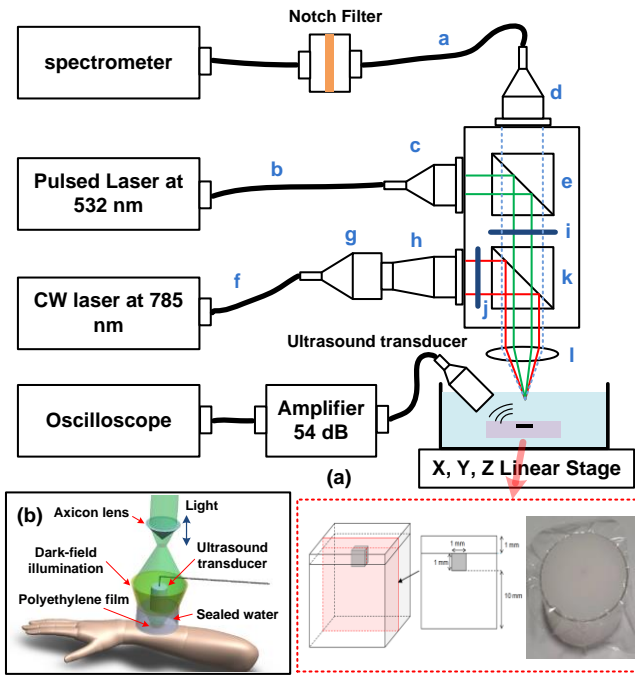 Notch Filter
a
spectrometer
d
c
b
Pulsed Laser at
532 nm
e
i
g
h
k
f
CW laser at 785
nm
j
Ultrasound transducer
l
Oscilloscope
Amplifier
54 dB
X, Y, Z Linear Stage
(a)
(b)
Light
Axicon lens
Dark-field
illumination
Ultrasound
transducer
Polyethylene film
Sealed water
1 mm
1 mm
1 mm
10 mm